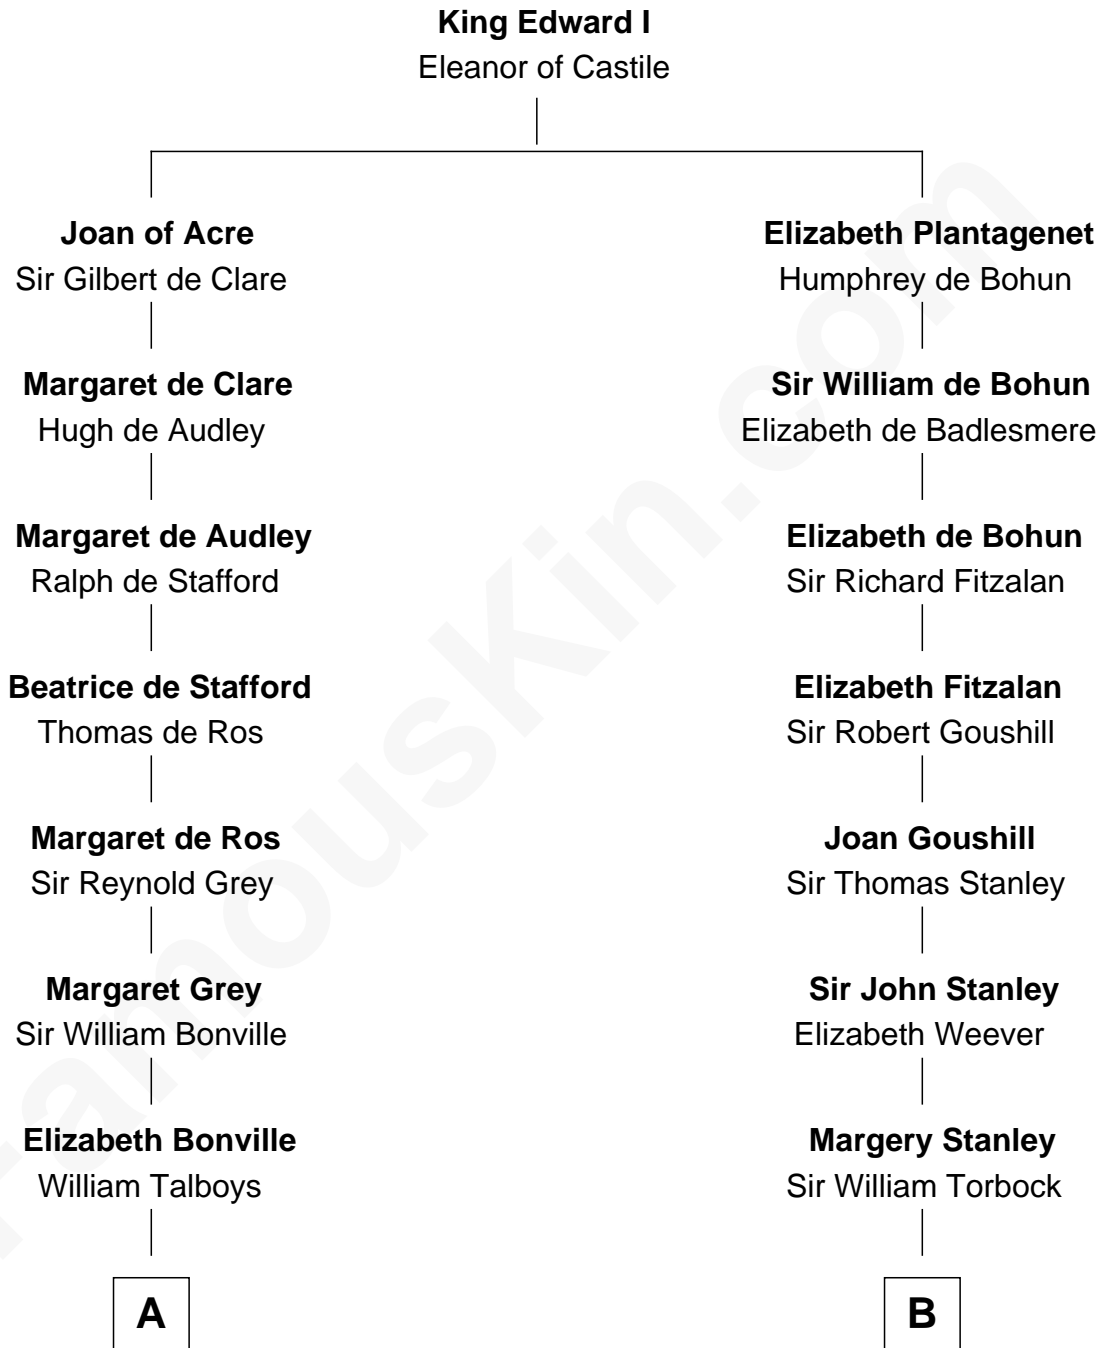 King Edward I
Eleanor of Castile
Joan of Acre
Sir Gilbert de Clare
Elizabeth Plantagenet
Humphrey de Bohun
Margaret de Clare
Hugh de Audley
Sir William de Bohun
Elizabeth de Badlesmere
Margaret de Audley
Ralph de Stafford
Elizabeth de Bohun
Sir Richard Fitzalan
Beatrice de Stafford
Thomas de Ros
Elizabeth Fitzalan
Sir Robert Goushill
Margaret de Ros
Sir Reynold Grey
Joan Goushill
Sir Thomas Stanley
Margaret Grey
Sir William Bonville
Sir John Stanley
Elizabeth Weever
Elizabeth Bonville
William Talboys
Margery Stanley
Sir William Torbock
A
B
FamousKin.com